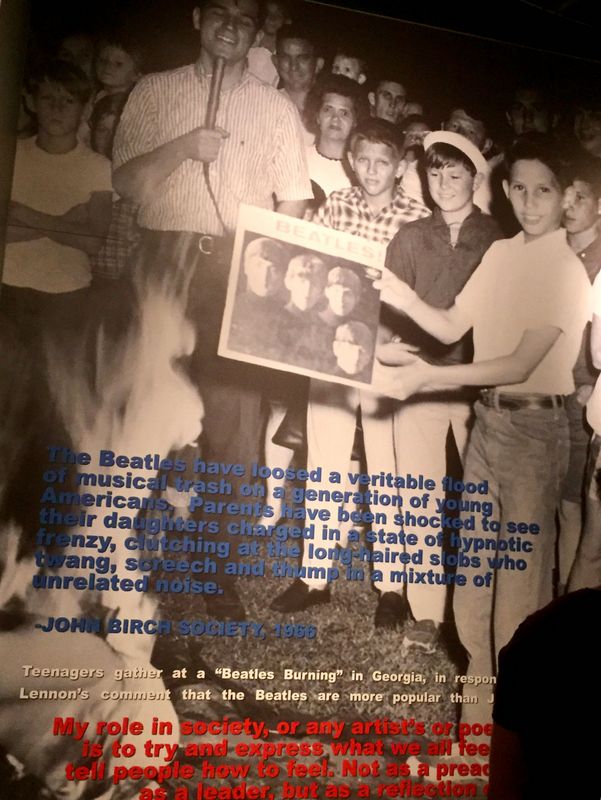 BEATLES!
The Beatles have loosed a veritable flood
of musical trash on a generation of young
Americans. Parents have been shocked to see
their daughters charged in a state of hypnotic
frenzy, clutching at the long-haired slobs who
twang, screech and thump in a mixture of
unrelated noise.
-JOHN BIRCH SOCIETY, 1966
Teenagers gather at a “Beatles Burning” in Georgia, in
Lennon's comment that the Beatles are more popular than
My role in society, or any artist's or
is to try and express what we all
tell people how to feel. Not as a
as a leader, but as a reflection